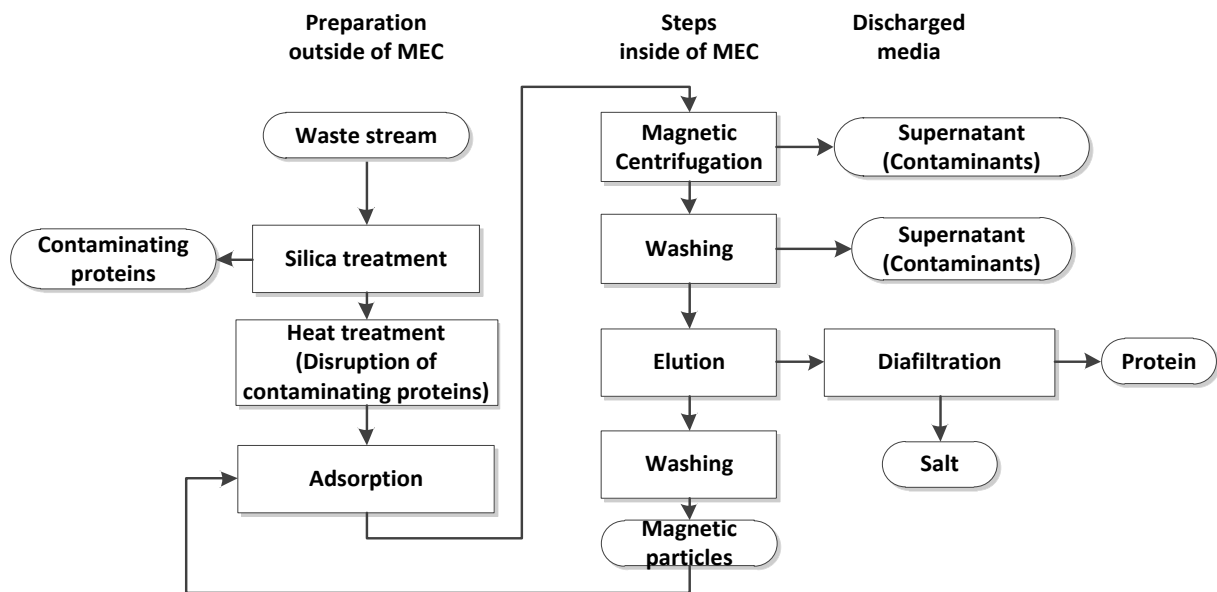 Preparation
outside of MEC
Steps
inside of MEC
Discharged
media
Waste stream
Contaminating
proteins
Silica treatment
Heat treatment
(Disruption of
contaminating proteins)
Adsorption
Magnetic
Centrifugation
Supernatant
(Contaminants)
Washing
Supernatant
(Contaminants)
Elution
Diafiltration
Protein
Washing
Salt
Magnetic
particles